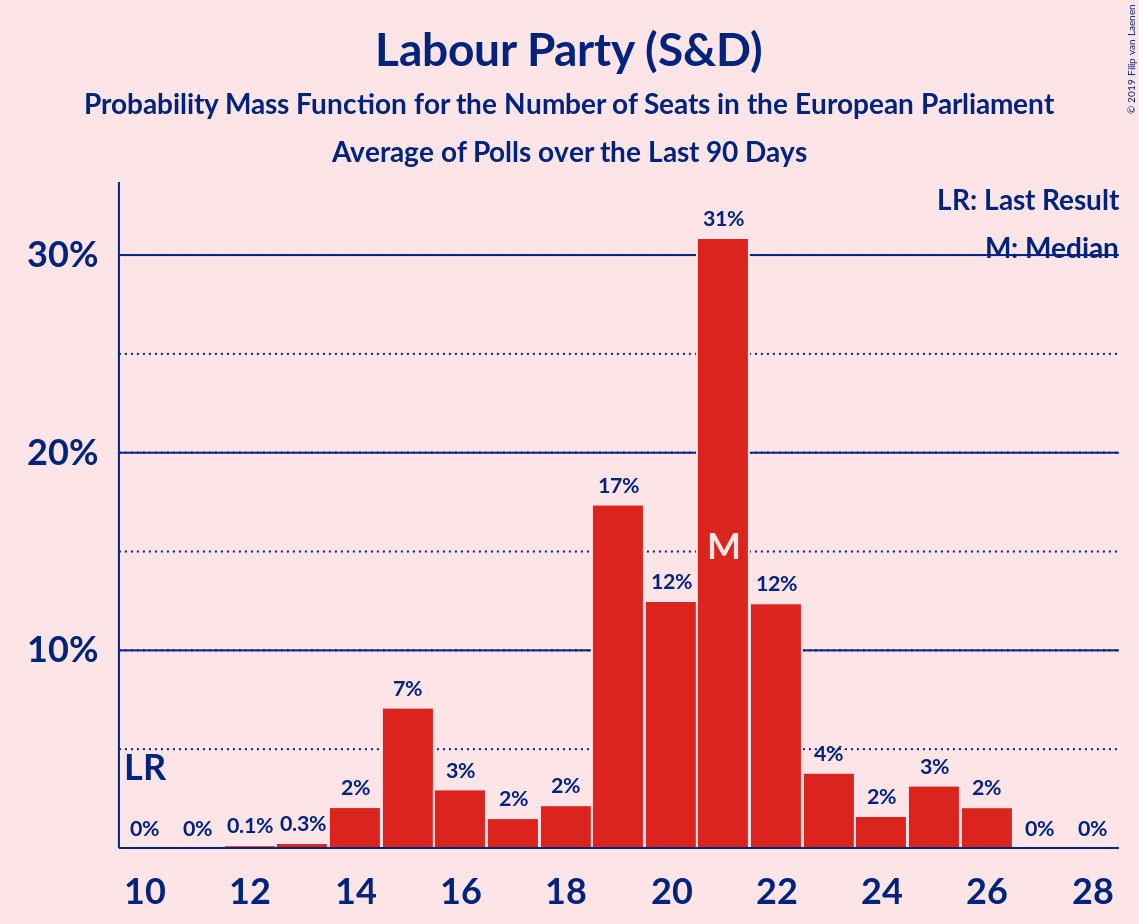 Labour Party (S&D)
Probability Mass Function for the Number of Seats in the European Parliament
Average of Polls over the Last 90 Days
© 2019 Filip van Laenen
LR: Last Result
M: Median
30%
20%
10%
LR
M
0%
0%
0.1%
0.3%
2%
7%
3%
2%
2%
17%
12%
31%
12%
4%
2%
3%
2%
0%
0%
10 12 14 16 18 20 22 24 26 28